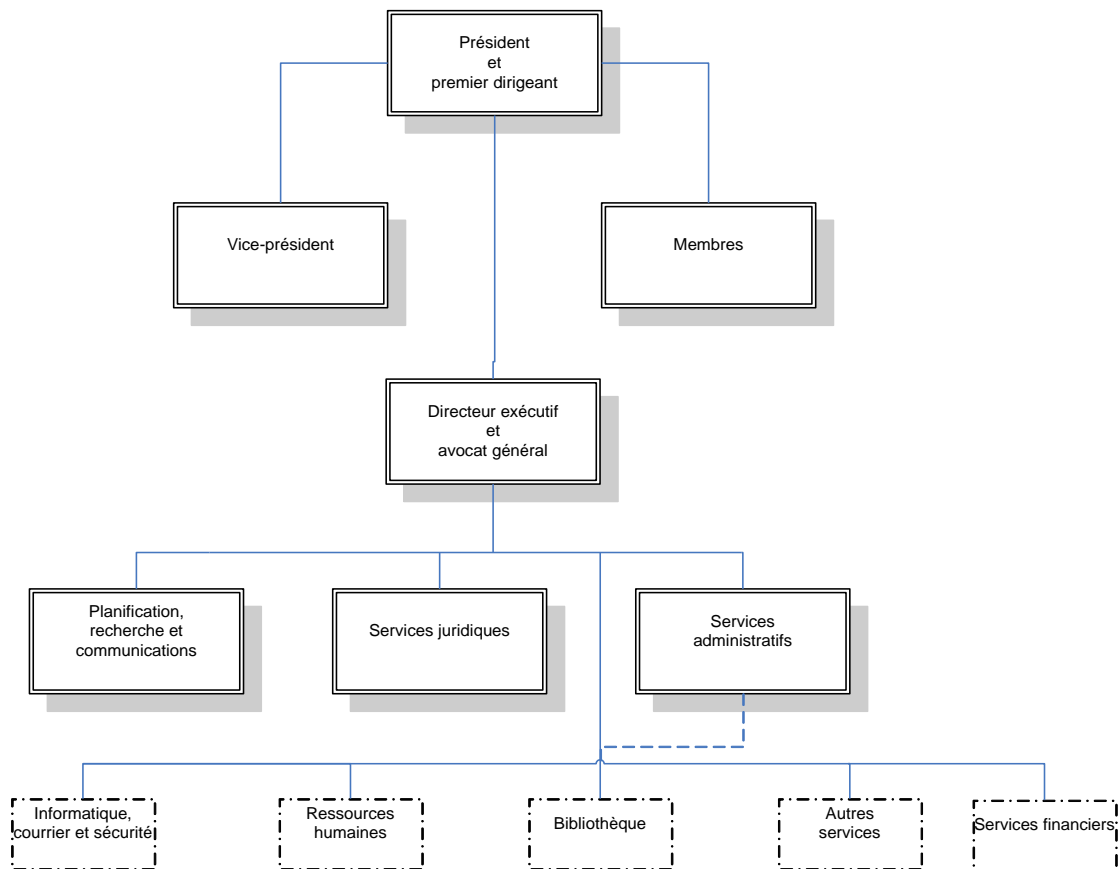 Président
et
premier dirigeant
Vice-président
Membres
Directeur exécutif
et
avocat général
Planification,
recherche et
communications
Services juridiques
Services
administratifs
Informatique,
courrier et sécurité
Ressources
humaines
Bibliothèque
Autres
services
Services financiers